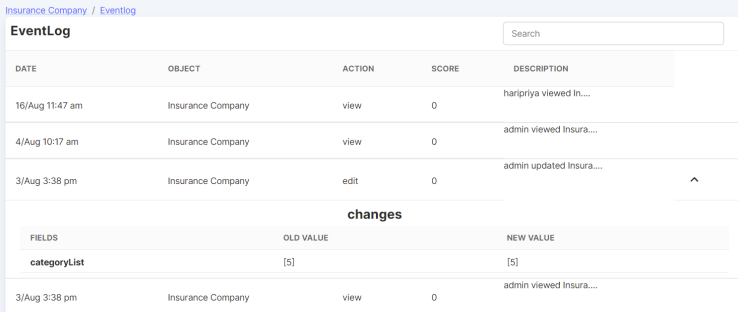 Insurance Company / Eventlog
EventLog
Search
DATE OBJECT ACTION SCORE DESCRIPTION
16/Aug 11:47 am Insurance Company view 0 haripriya viewed In....
4/Aug 10:17 am Insurance Company view 0 admin viewed Insura....
3/Aug 3:38 pm Insurance Company edit 0 admin updated Insura....
changes
FIELDS OLD VALUE NEW VALUE
categoryList [5] [5]
3/Aug 3:38 pm Insurance Company view 0 admin viewed Insura....